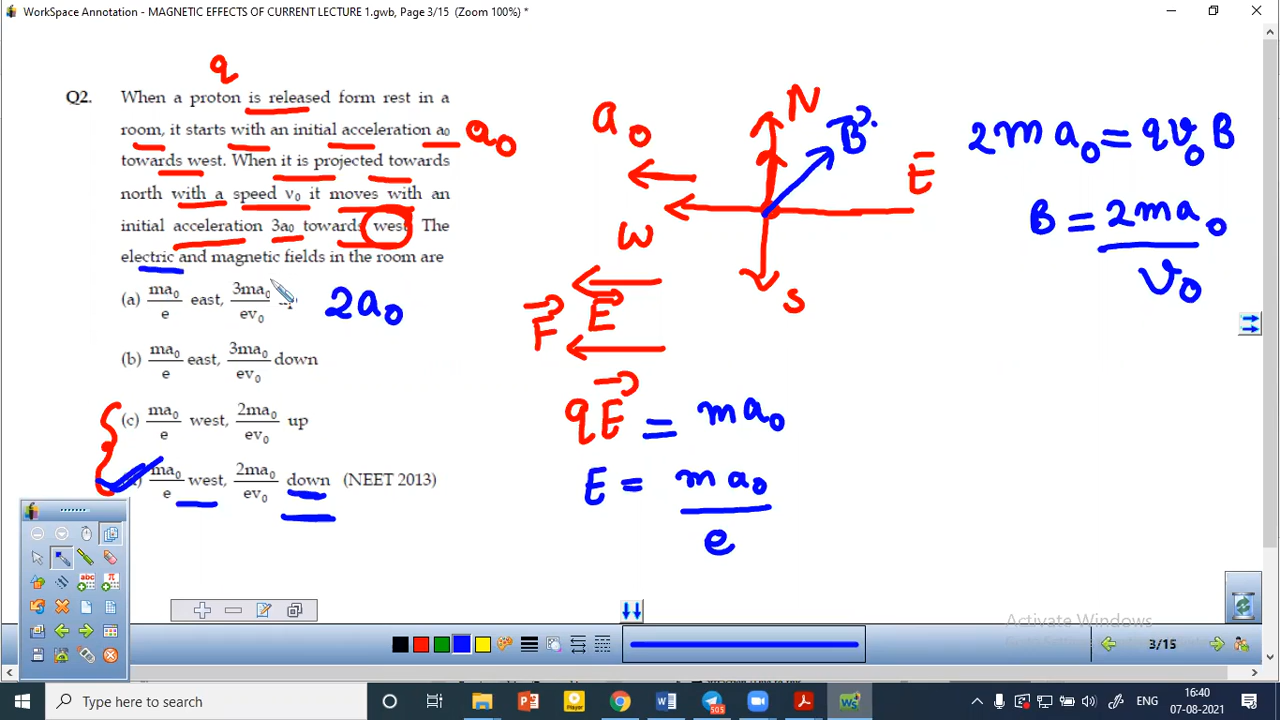 WorkSpace Annotation - MAGNETIC EFFECTS OF CURRENT LECTURE 1.gwb, Page 3/15 (Zoom 100%) *
q
Q2. When a proton is released form rest in a
room, it starts with an initial acceleration a₀ a₀
towards west. When it is projected towards
north with a speed v₀ it moves with an
initial acceleration 3a₀ towards west. The
electric and magnetic fields in the room are
(a) ma₀/e east, 3ma₀/ev₀
2a₀
(b) ma₀/e east, 3ma₀/ev₀ down
(c) ma₀/e west, 2ma₀/ev₀ up
ma₀/e west, 2ma₀/ev₀ down (NEET 2013)
a₀
N
B
E
W
S
F
E
qE = ma₀
E = ma₀/e
2ma₀ = qv₀B
B = 2ma₀/v₀
Activate Windows
3/15
abc
π
Type here to search
505
Player
ENG
16:40
07-08-2021